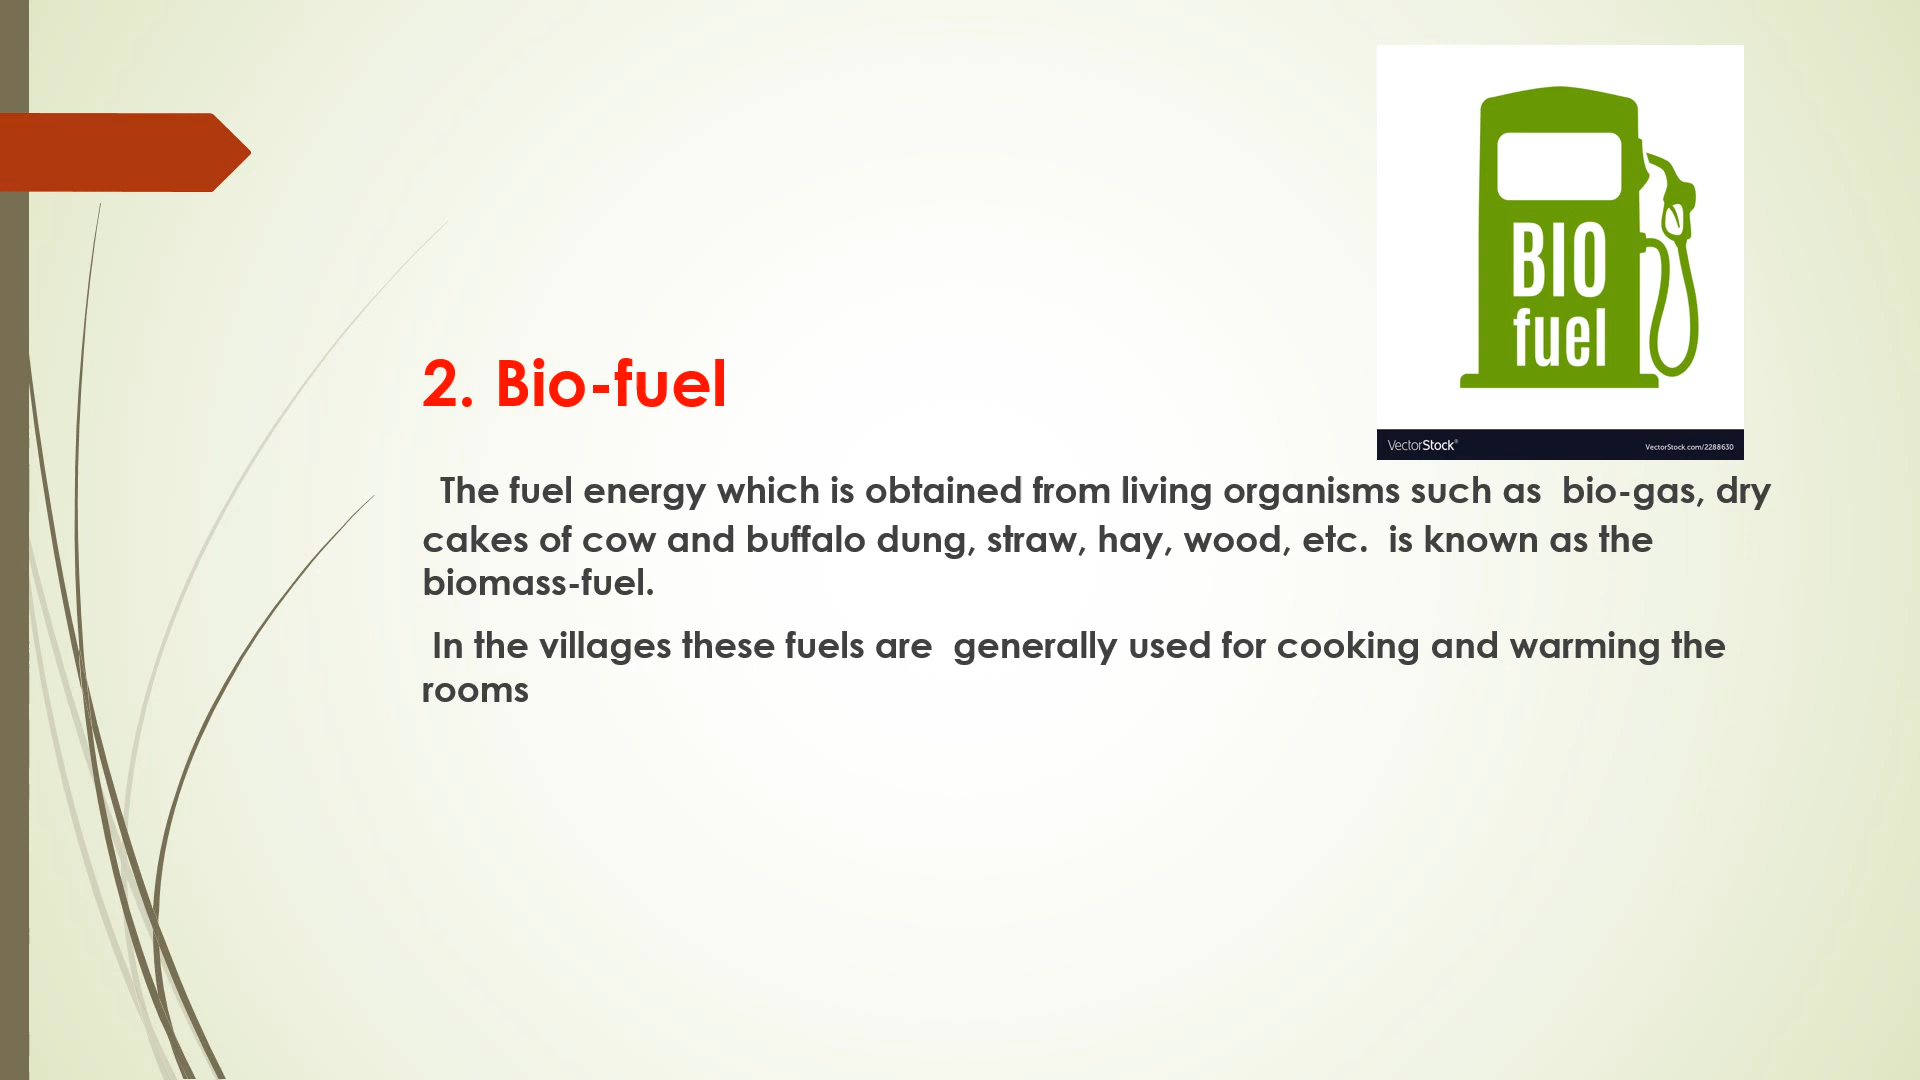 BIO
fuel
VectorStock®
VectorStock.com/2288630
2. Bio-fuel
The fuel energy which is obtained from living organisms such as  bio-gas, dry
cakes of cow and buffalo dung, straw, hay, wood, etc.  is known as the
biomass-fuel.
In the villages these fuels are  generally used for cooking and warming the
rooms